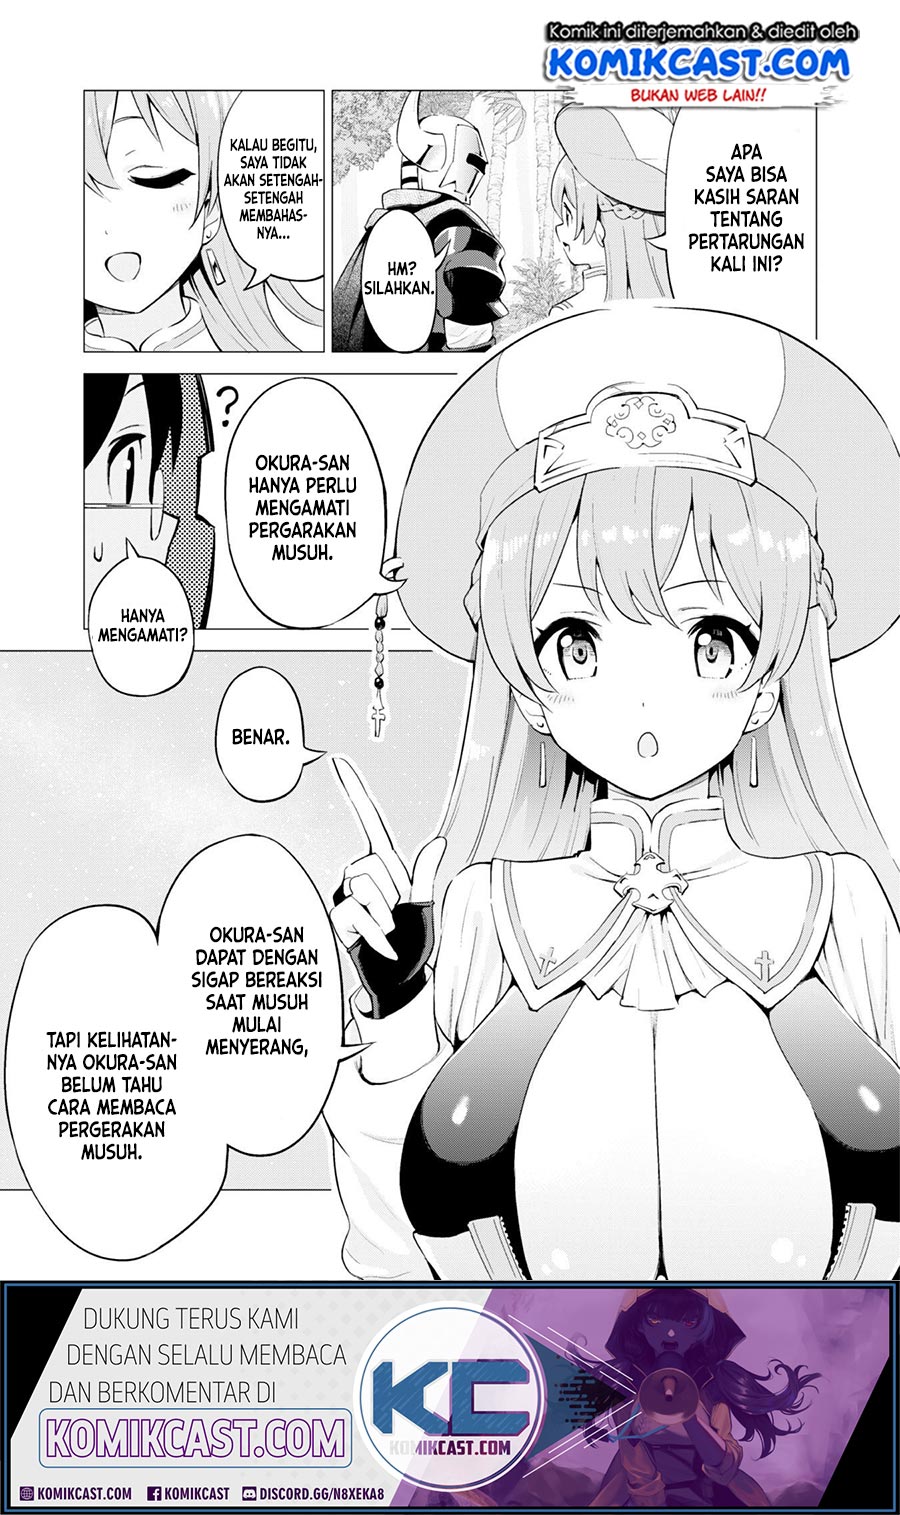 Komik ini diterjemahkan & diedit oleh
KOMIKCAST.COM
BUKAN WEB LAIN!!
APA
SAYA BISA
KASIH SARAN
TENTANG
PERTARUNGAN
KALI INI?
HM?
SILAHKAN.
KALAU BEGITU,
SAYA TIDAK
AKAN SETENGAH-
SETENGAH
MEMBAHAS-
NYA...
OKURA-SAN
HANYA PERLU
MENGAMATI
PERGARAKAN
MUSUH.
?
HANYA
MENGAMATI?
BENAR.
OKURA-SAN
DAPAT DENGAN
SIGAP BEREAKSI
SAAT MUSUH
MULAI
MENYERANG,
TAPI KELIHATAN-
NYA OKURA-SAN
BELUM TAHU
CARA MEMBACA
PERGERAKAN
MUSUH.
DUKUNG TERUS KAMI
DENGAN SELALU MEMBACA
DAN BERKOMENTAR DI
KOMIKCAST.COM
KC
KOMIKCAST.COM
KOMIKCAST.COM KOMIKCAST DISCORD.GG/N8XEKA8